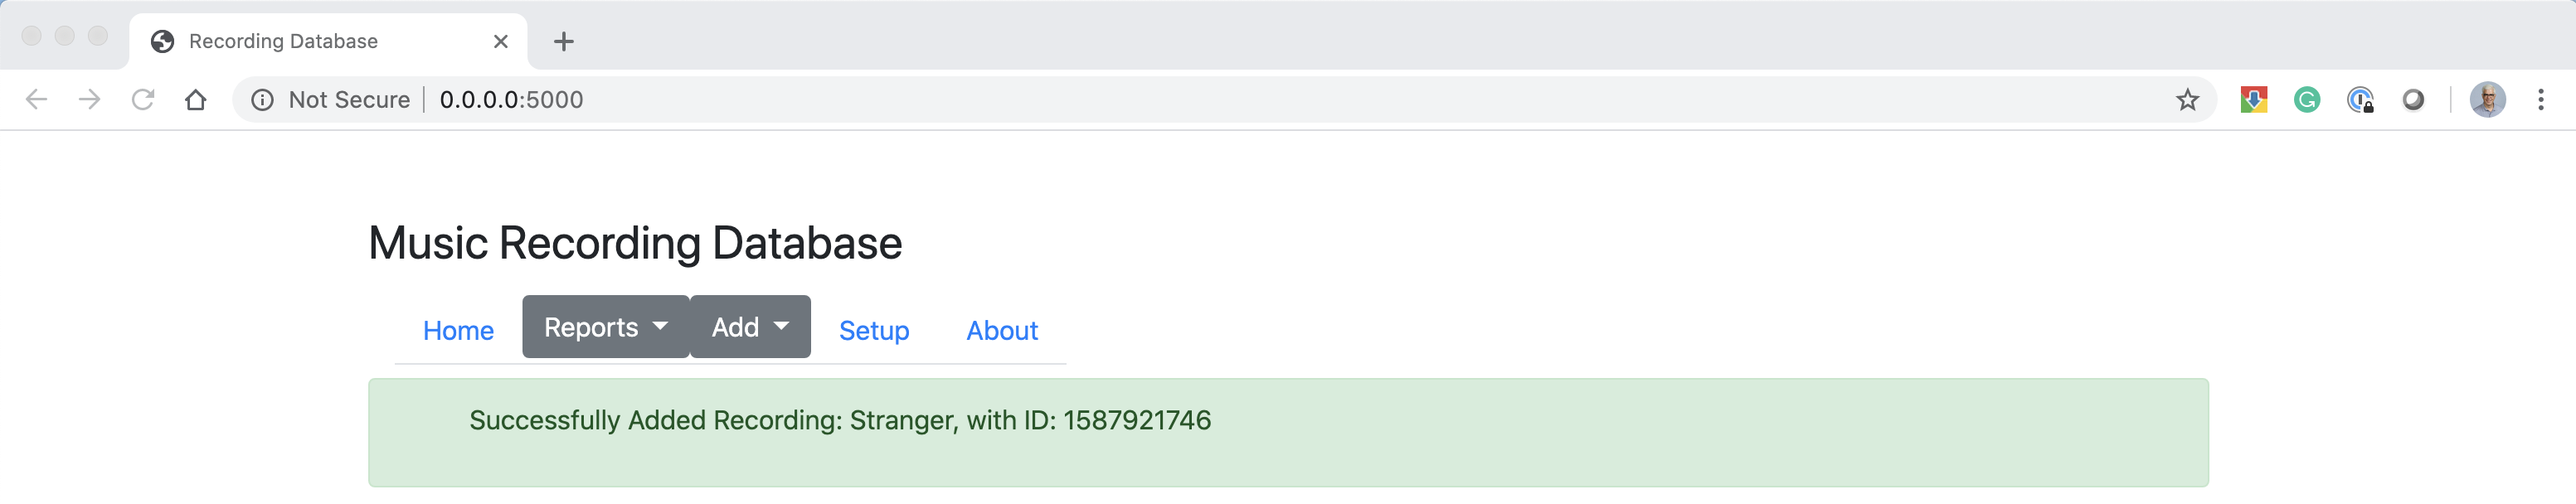 Recording Database
Not Secure | 0.0.0.0:5000
Music Recording Database
Home Reports Add Setup About
Successfully Added Recording: Stranger, with ID: 1587921746